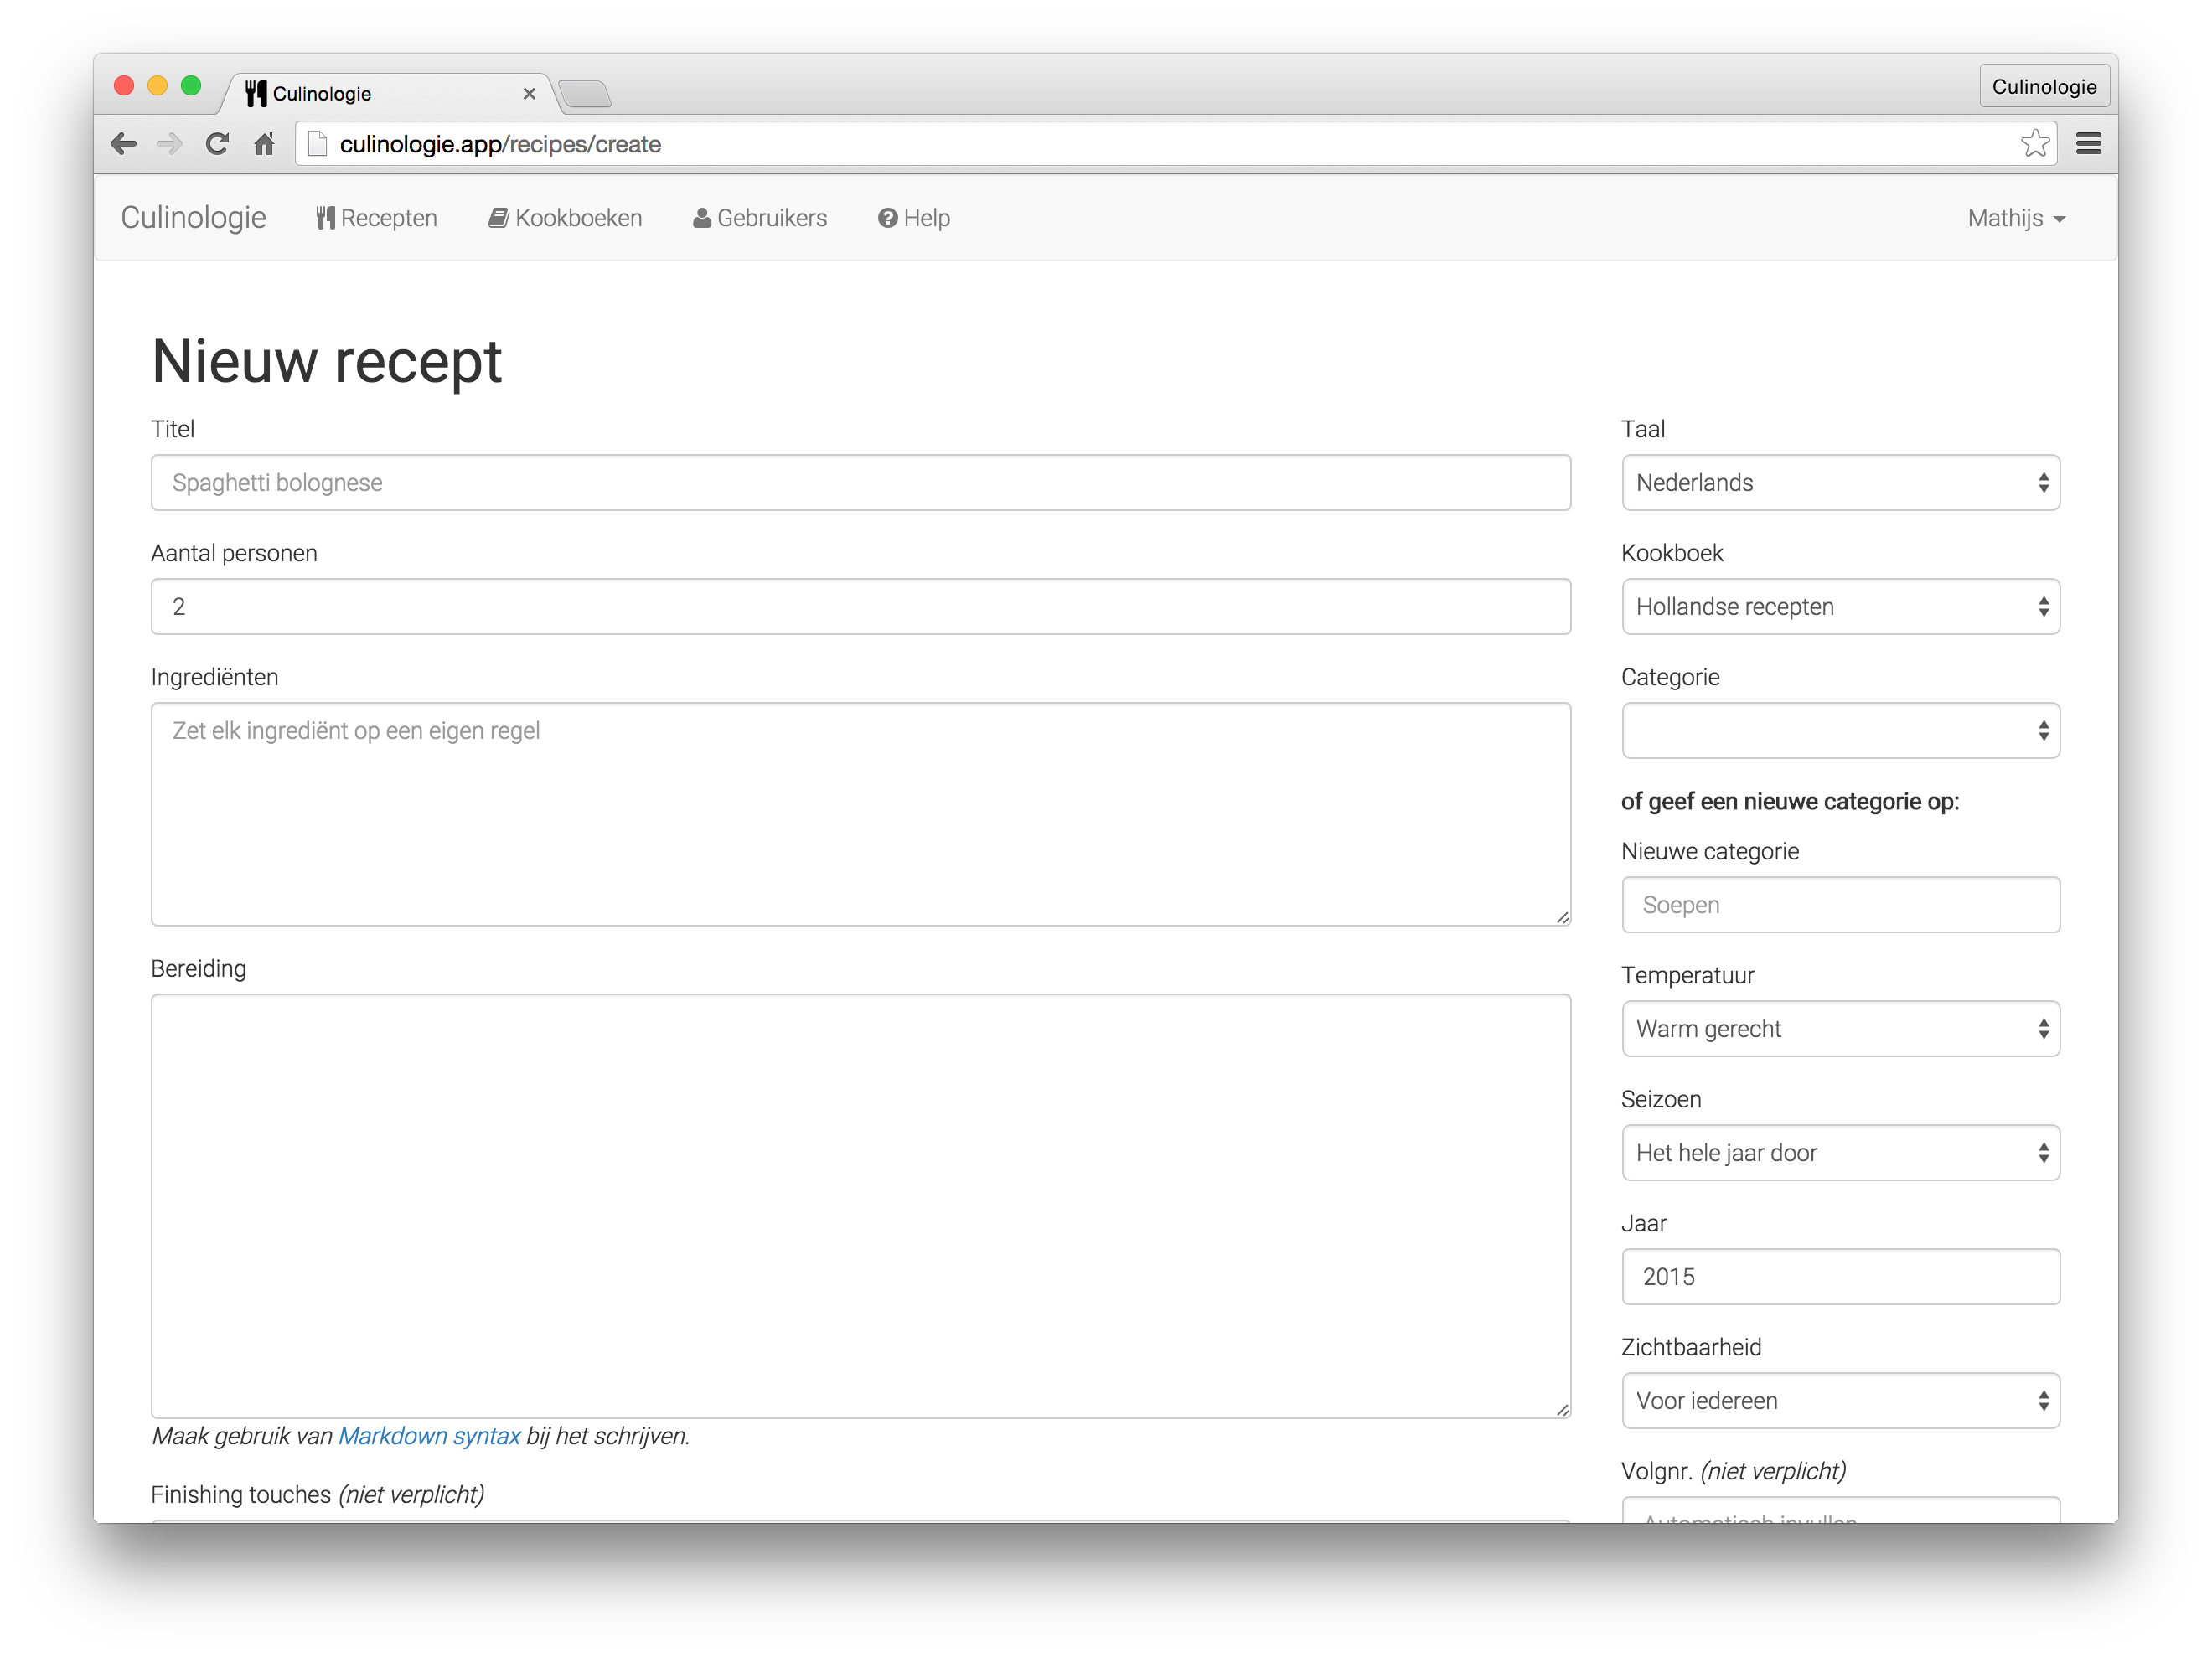 Culinologie
Culinologie
culinologie.app/recipes/create
Culinologie Recepten Kookboeken Gebruikers Help Mathijs
Nieuw recept
Titel
Spaghetti bolognese
Aantal personen
2
Ingrediënten
Zet elk ingrediënt op een eigen regel
Bereiding
Maak gebruik van Markdown syntax bij het schrijven.
Finishing touches (niet verplicht)
Taal
Nederlands
Kookboek
Hollandse recepten
Categorie
of geef een nieuwe categorie op:
Nieuwe categorie
Soepen
Temperatuur
Warm gerecht
Seizoen
Het hele jaar door
Jaar
2015
Zichtbaarheid
Voor iedereen
Volgnr. (niet verplicht)
Automatisch invullen